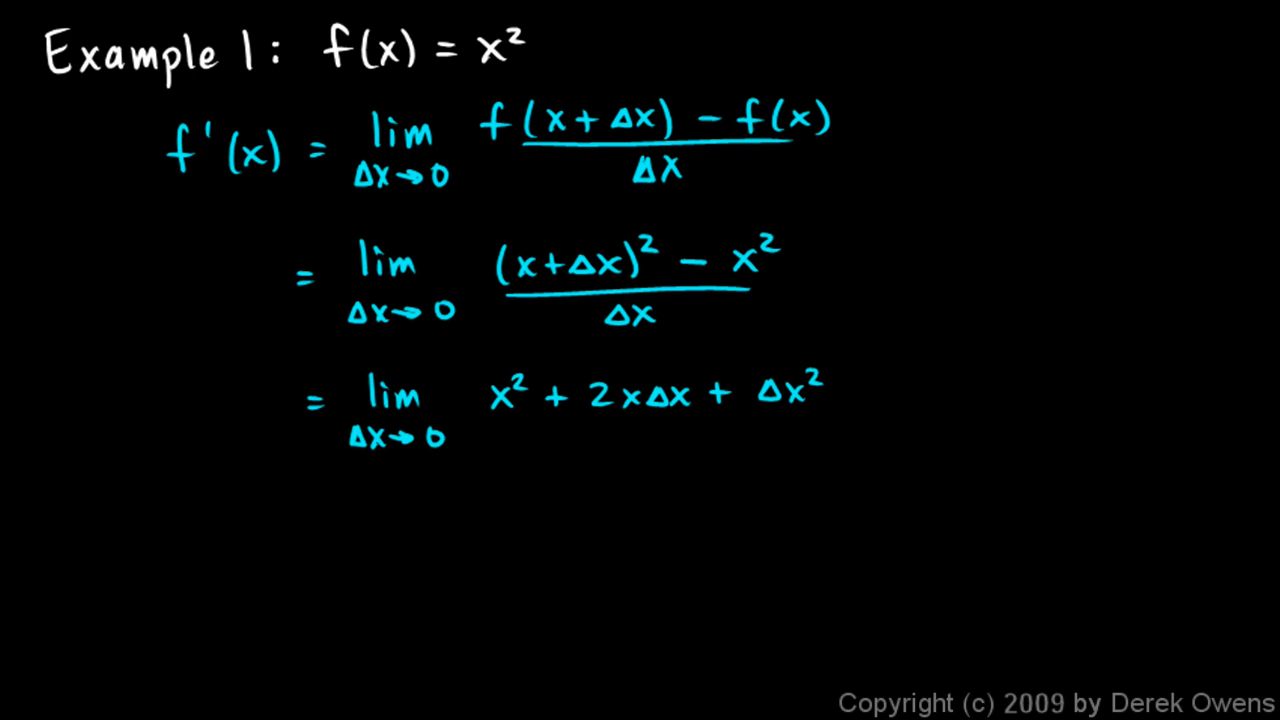 Example 1: f(x) = x²
f'(x) = lim f(x + Δx) - f(x)
Δx→0 Δx
= lim (x+Δx)² - x²
Δx→0 Δx
= lim x² + 2xΔx + Δx²
Δx→0
Copyright (c) 2009 by Derek Owens